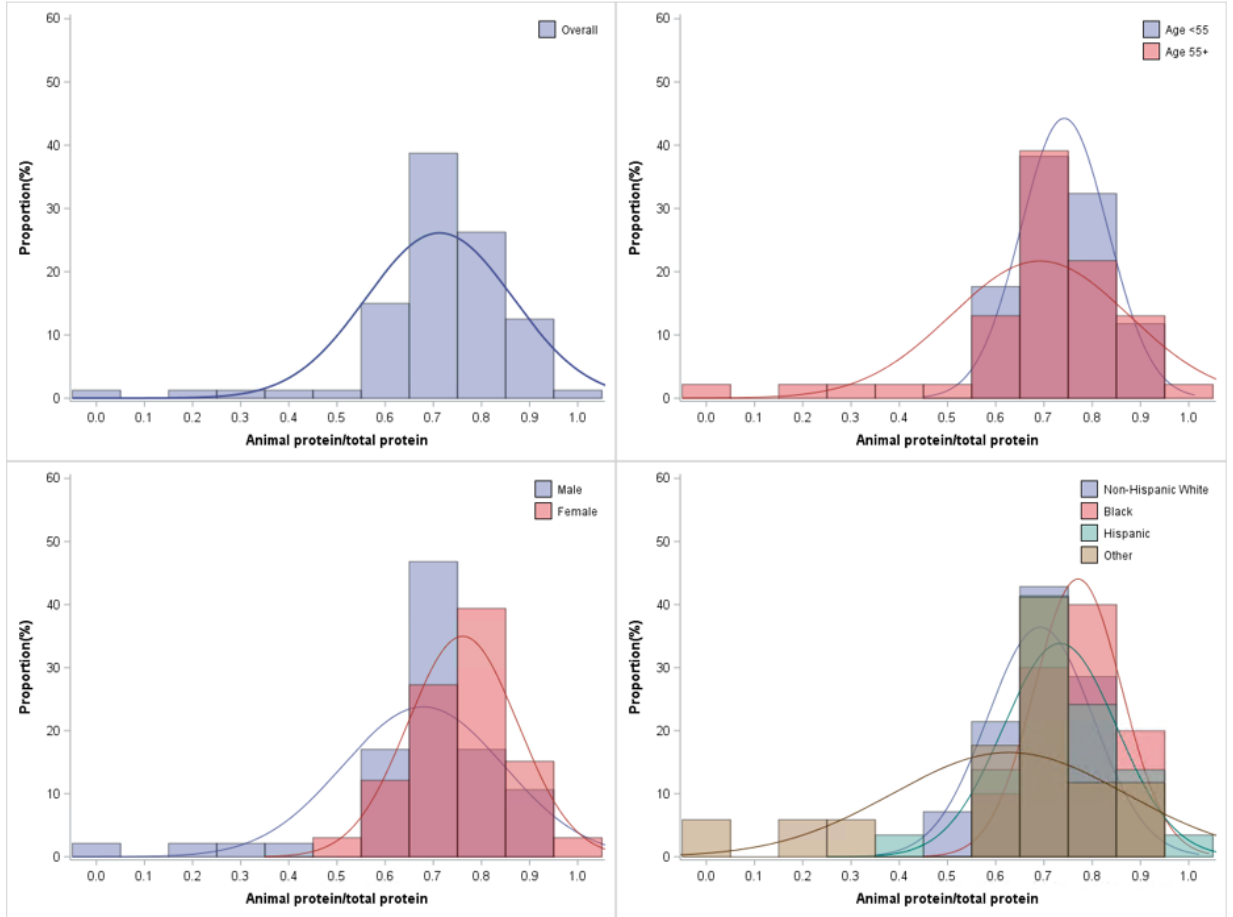 60
50
40
30
20
10
0
Proportion(%)
Overall
0.0 0.1 0.2 0.3 0.4 0.5 0.6 0.7 0.8 0.9 1.0
Animal protein/total protein
60
50
40
30
20
10
0
Proportion(%)
Age <55
Age 55+
0.0 0.1 0.2 0.3 0.4 0.5 0.6 0.7 0.8 0.9 1.0
Animal protein/total protein
60
50
40
30
20
10
0
Proportion(%)
Male
Female
0.0 0.1 0.2 0.3 0.4 0.5 0.6 0.7 0.8 0.9 1.0
Animal protein/total protein
60
50
40
30
20
10
0
Proportion(%)
Non-Hispanic White
Black
Hispanic
Other
0.0 0.1 0.2 0.3 0.4 0.5 0.6 0.7 0.8 0.9 1.0
Animal protein/total protein